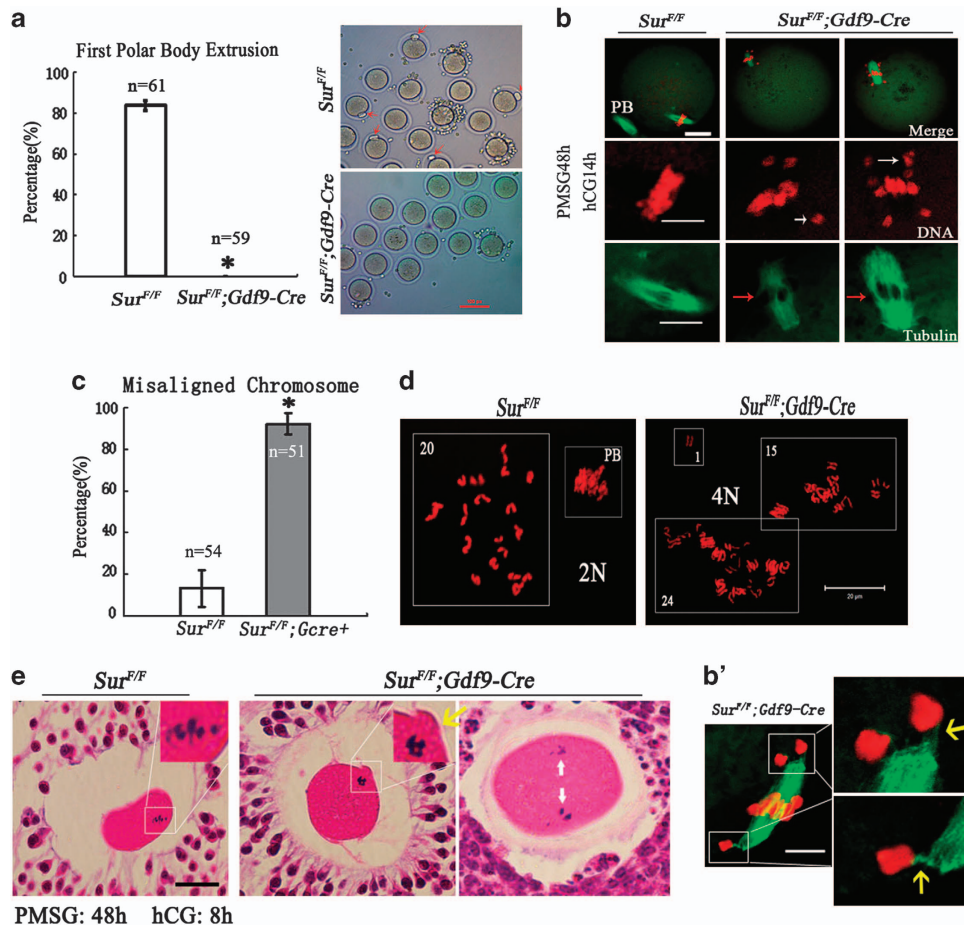 a
First Polar Body Extrusion
Percentage(%)
100
80
60
40
20
0
n=61
n=59
*
Sur^F/F
Sur^F/F;Gdf9-Cre
Sur^F/F
Sur^F/F;Gdf9-Cre
b
Sur^F/F
Sur^F/F;Gdf9-Cre
PMSG48h
hCG14h
PB
Merge
DNA
Tubulin
c
Misaligned Chromosome
Percentage(%)
100
80
60
40
20
0
n=54
*
n=51
Sur^F/F
Sur^F/F;Gcre+
d
Sur^F/F
Sur^F/F;Gdf9-Cre
20
PB
2N
1
15
4N
24
20 μm
e
Sur^F/F
Sur^F/F;Gdf9-Cre
PMSG: 48h hCG: 8h
b'
Sur^F/F;Gdf9-Cre